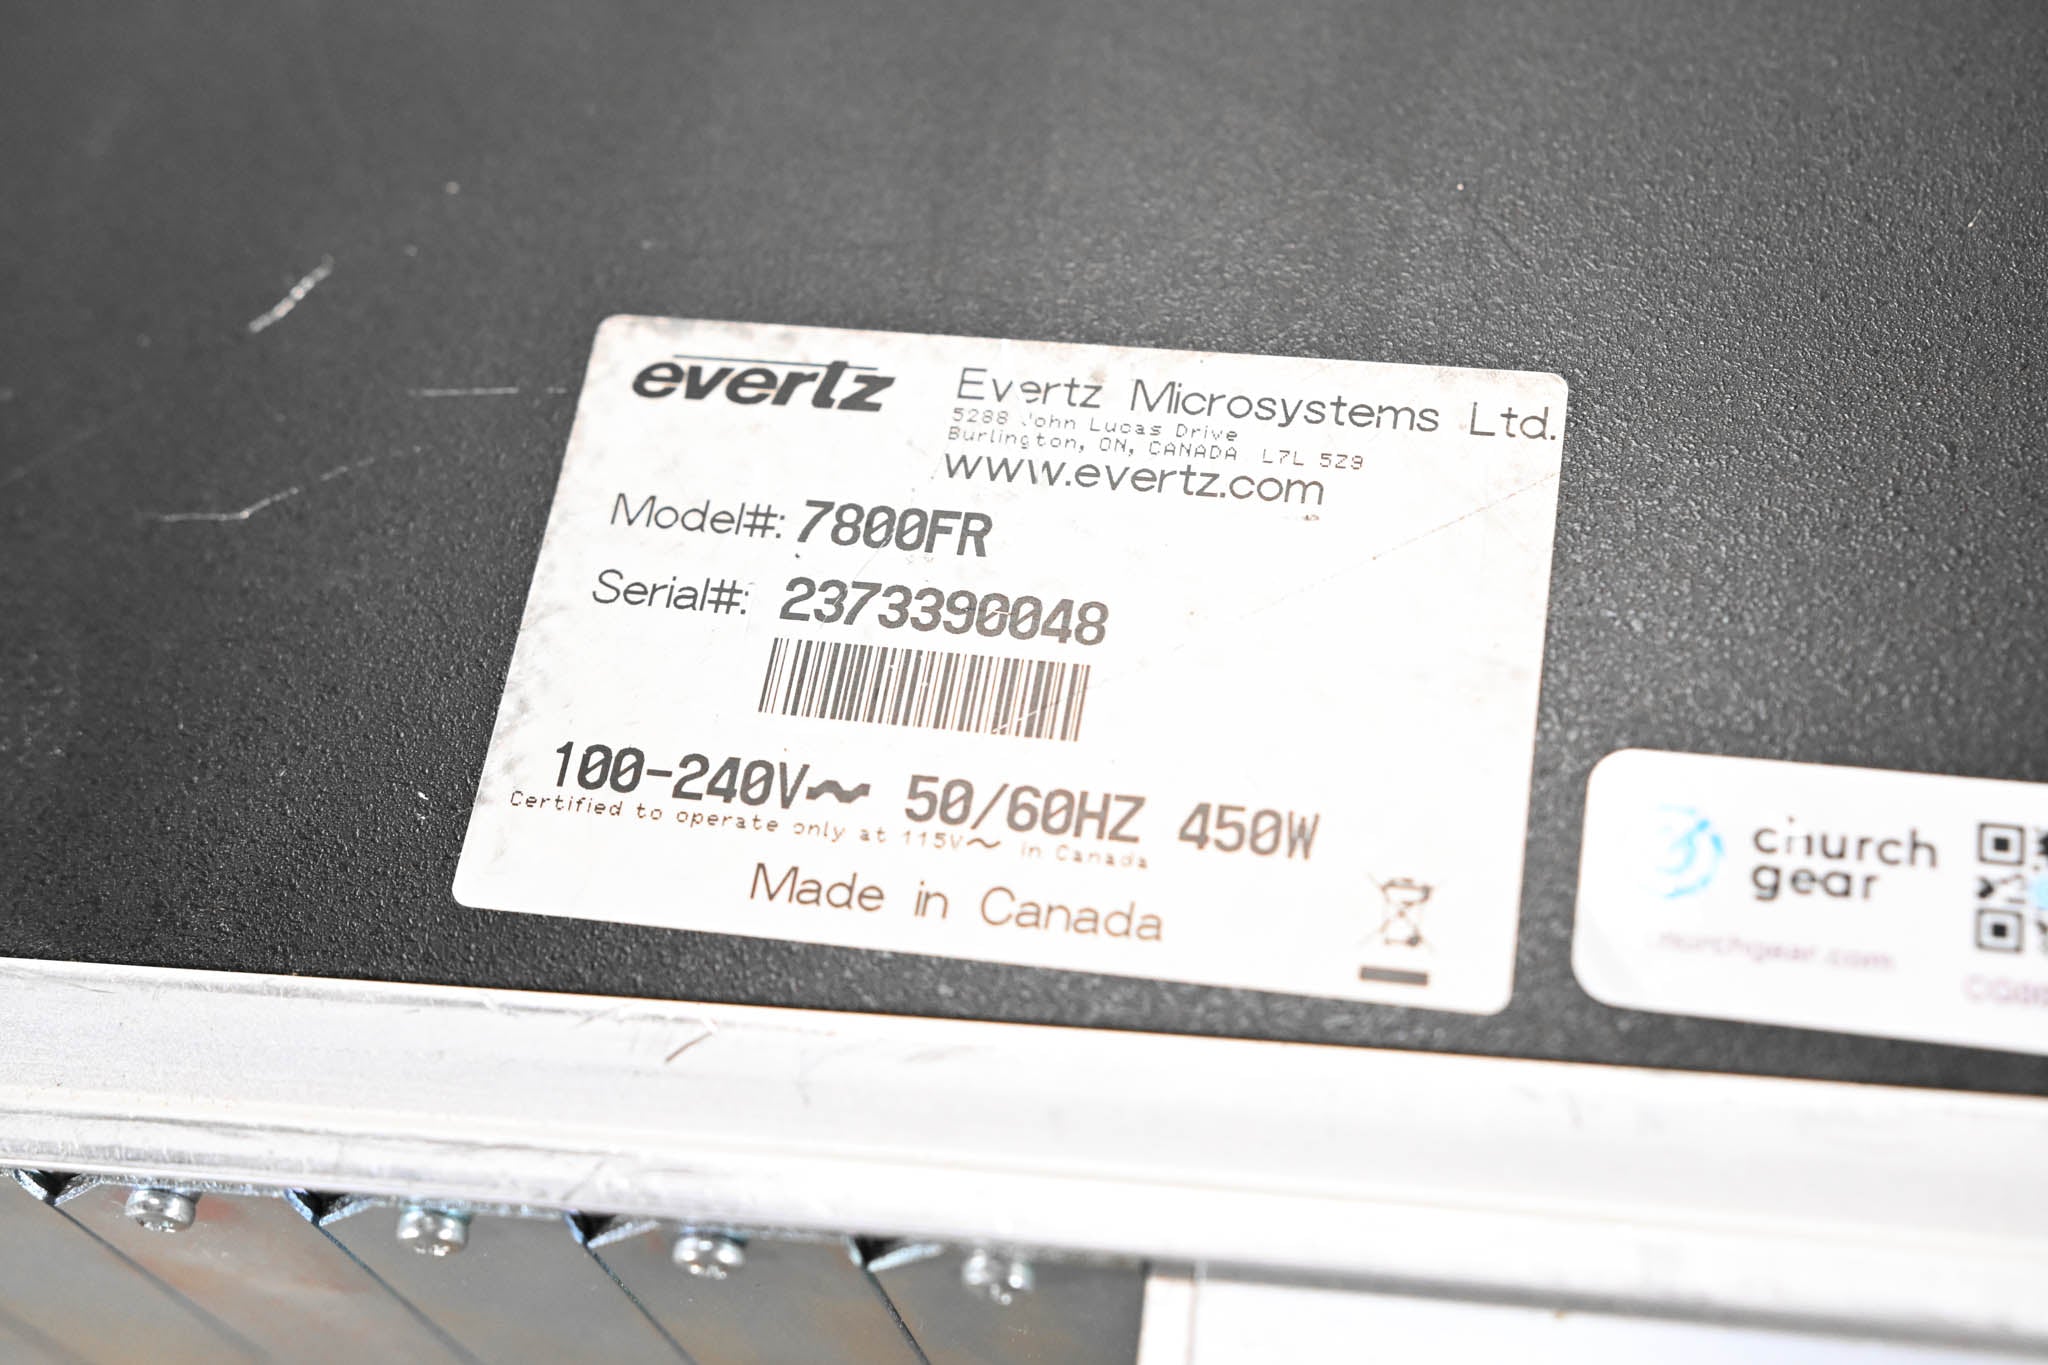 evertz
Evertz Microsystems Ltd.
5288 John Lucas Drive
Burlington, ON, CANADA L7L 5Z9
www.evertz.com
Model#: 7800FR
Serial#: 2373390048
100-240V~ 50/60HZ 450W
Certified to operate only at 115V~ in Canada
Made in Canada
church
gear
churchgear.com